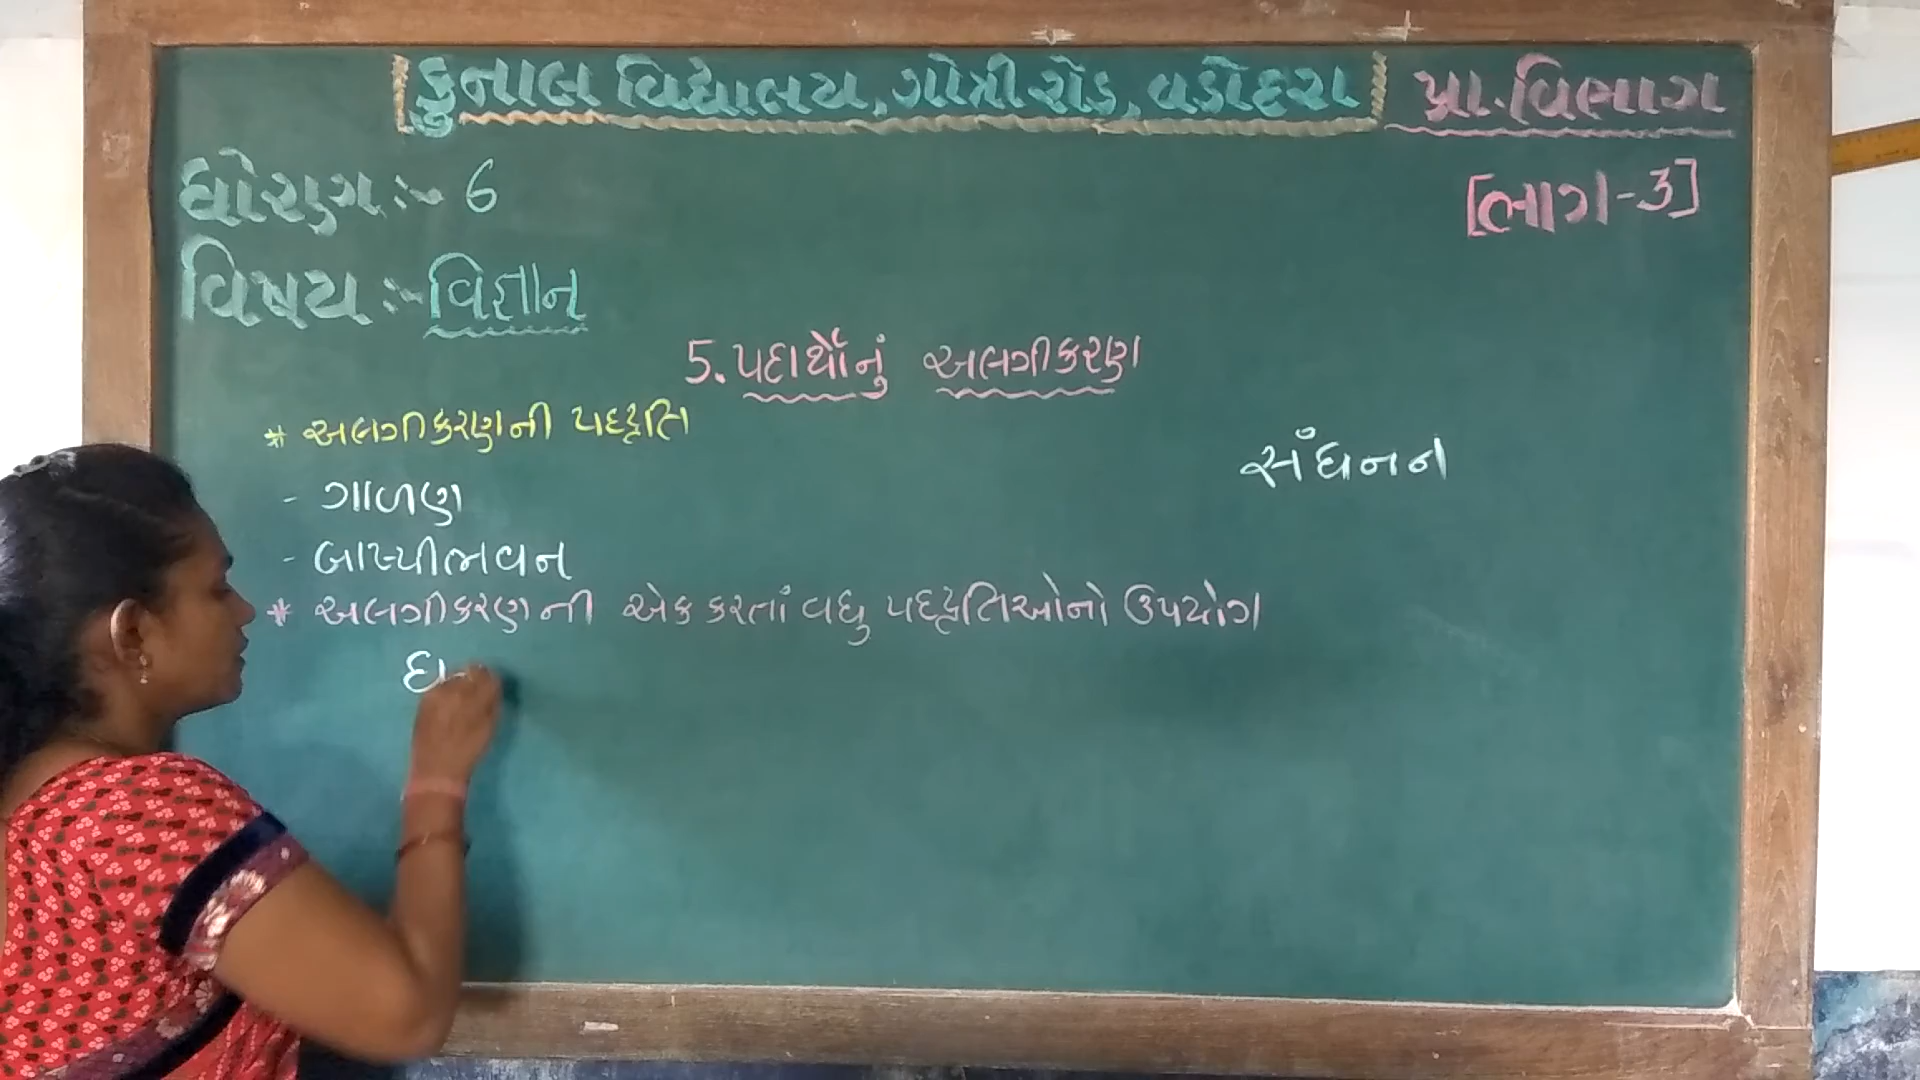 કુનાલ વિદ્યાલય, ગોત્રી રોડ, વડોદરા પ્રા. વિભાગ
ધોરણ :- 6
[ભાગ-3]
વિષય :- વિજ્ઞાન
5. પદાર્થોનું અલગીકરણ
* અલગીકરણની પદ્ધતિ
સંઘનન
- ગાળણ
- બાષ્પીભવન
* અલગીકરણની એક કરતાં વધુ પદ્ધતિઓનો ઉપયોગ